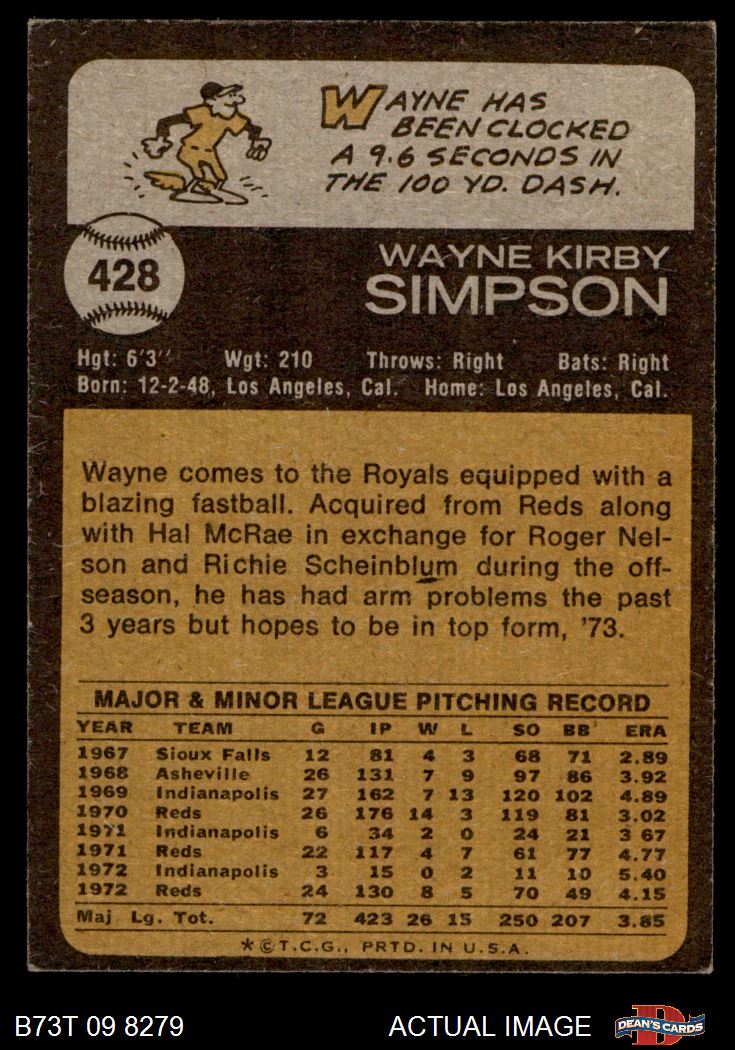 WAYNE HAS
BEEN CLOCKED
A 9.6 SECONDS IN
THE 100 YD. DASH.
428
WAYNE KIRBY
SIMPSON
Hgt: 6'3" Wgt: 210 Throws: Right Bats: Right
Born: 12-2-48, Los Angeles, Cal. Home: Los Angeles, Cal.
Wayne comes to the Royals equipped with a
blazing fastball. Acquired from Reds along
with Hal McRae in exchange for Roger Nel-
son and Richie Scheinblum during the off-
season, he has had arm problems the past
3 years but hopes to be in top form, '73.
MAJOR & MINOR LEAGUE PITCHING RECORD
YEAR TEAM G IP W L SO BB ERA
1967 Sioux Falls 12 81 4 3 68 71 2.89
1968 Asheville 26 131 7 9 97 86 3.92
1969 Indianapolis 27 162 7 13 120 102 4.89
1970 Reds 26 176 14 3 119 81 3.02
1971 Indianapolis 6 34 2 0 24 21 3 67
1971 Reds 22 117 4 7 61 77 4.77
1972 Indianapolis 3 15 0 2 11 10 5.40
1972 Reds 24 130 8 5 70 49 4.15
Maj Lg. Tot. 72 423 26 15 250 207 3.85
*©T.C.G., PRTD. IN U.S.A.
B73T 09 8279 ACTUAL IMAGE DEAN'S CARDS